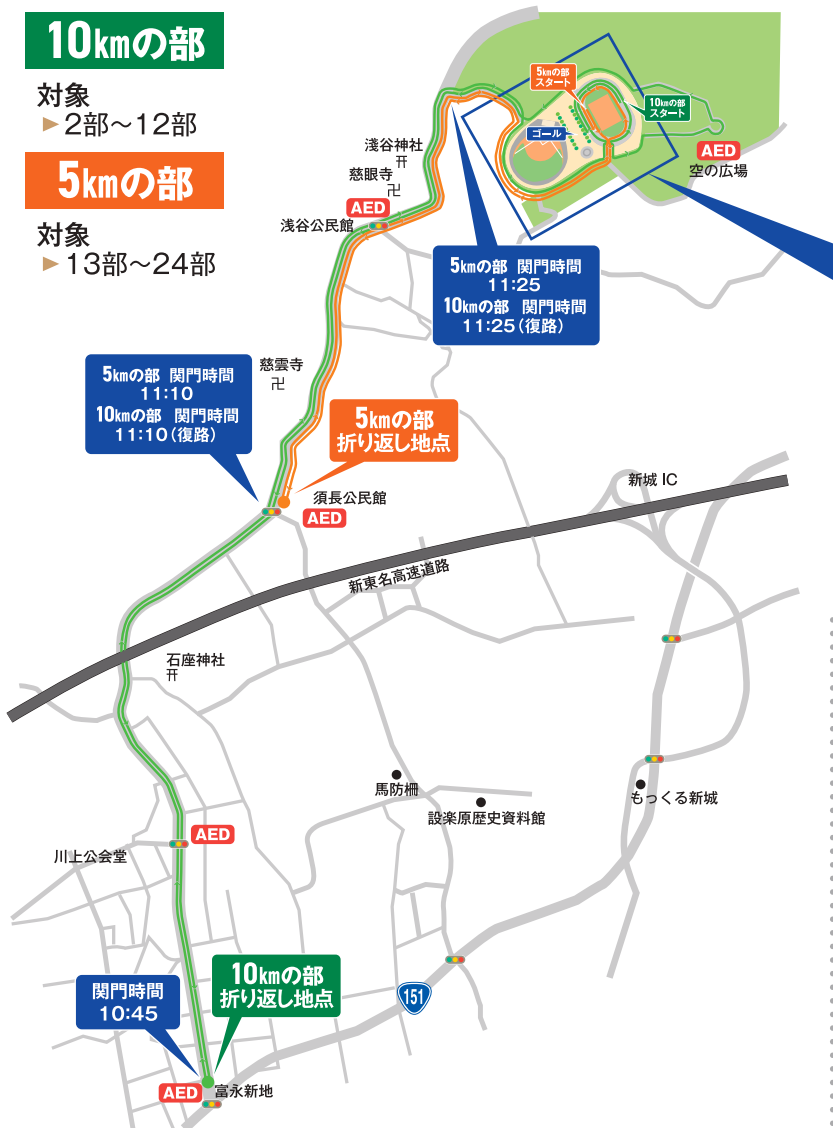 10kmの部
対象
▶2部～12部
5kmの部
対象
▶13部～24部
5kmの部
スタート
10kmの部
スタート
ゴール
AED
空の広場
淺谷神社
慈眼寺
AED
浅谷公民館
5kmの部 関門時間
11:25
10kmの部 関門時間
11:25(復路)
慈雲寺
5kmの部 関門時間
11:10
10kmの部 関門時間
11:10(復路)
5kmの部
折り返し地点
須長公民館
AED
新城 IC
新東名高速道路
石座神社
馬防柵
設楽原歴史資料館
もっくる新城
AED
川上公会堂
10kmの部
折り返し地点
関門時間
10:45
151
AED
富永新地